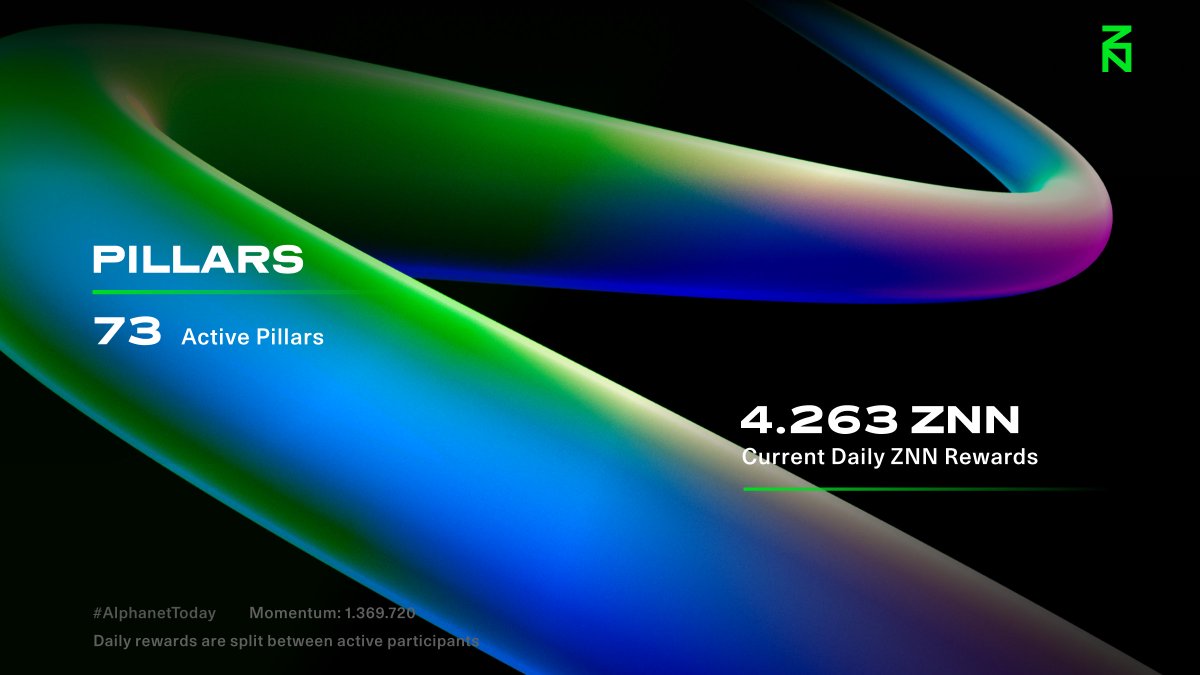 PILLARS
73 Active Pillars
4.263 ZNN
Current Daily ZNN Rewards
#AlphanetToday Momentum: 1.369.720
Daily rewards are split between active participants